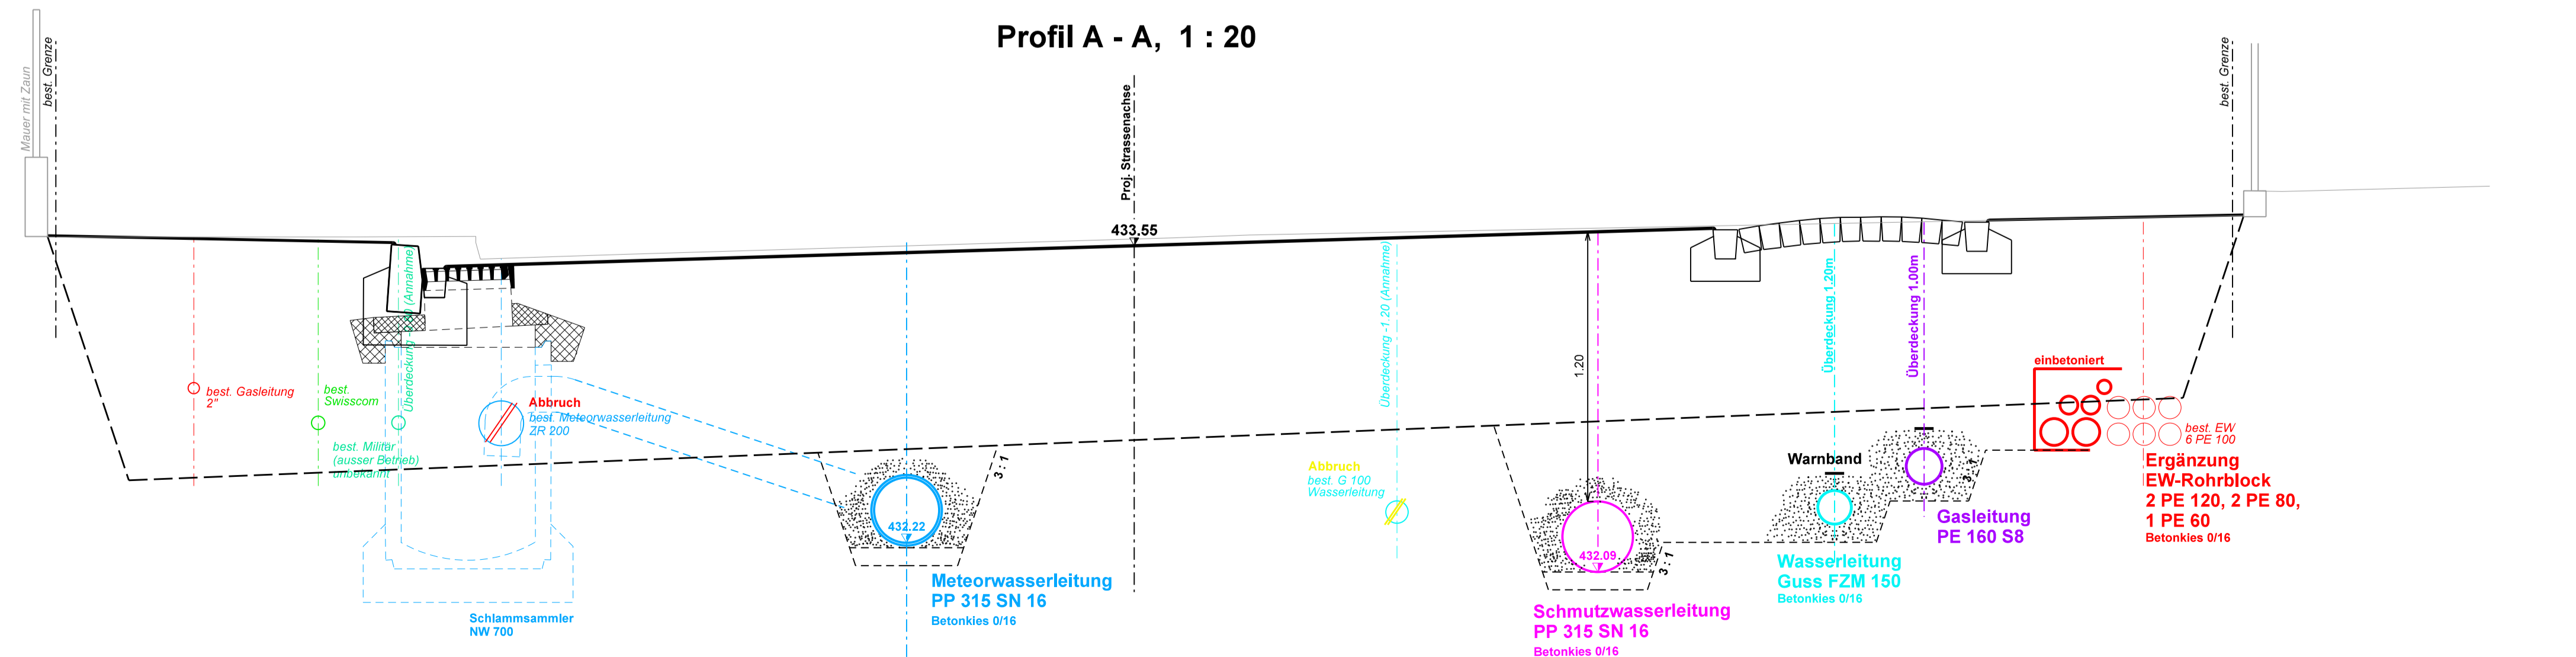 Profil A - A, 1 : 20
Mauer mit Zaun
best. Grenze
Proj. Strassenachse
best. Grenze
433.55
best. Gasleitung
2"
best.
Swisscom
Überdeckung (Annahme)
best. Militär
(ausser Betrieb)
unbekannt
Abbruch
best. Meteorwasserleitung
ZR 200
Schlammsammler
NW 700
432.22
3 : 1
Meteorwasserleitung
PP 315 SN 16
Betonkies 0/16
Überdeckung -1.20 (Annahme)
Abbruch
best. G 100
Wasserleitung
1.20
432.09
3 : 1
Schmutzwasserleitung
PP 315 SN 16
Betonkies 0/16
Überdeckung 1.20m
Warnband
Wasserleitung
Guss FZM 150
Betonkies 0/16
Überdeckung 1.00m
3 : 1
Gasleitung
PE 160 S8
einbetoniert
best. EW
6 PE 100
Ergänzung
EW-Rohrblock
2 PE 120, 2 PE 80,
1 PE 60
Betonkies 0/16